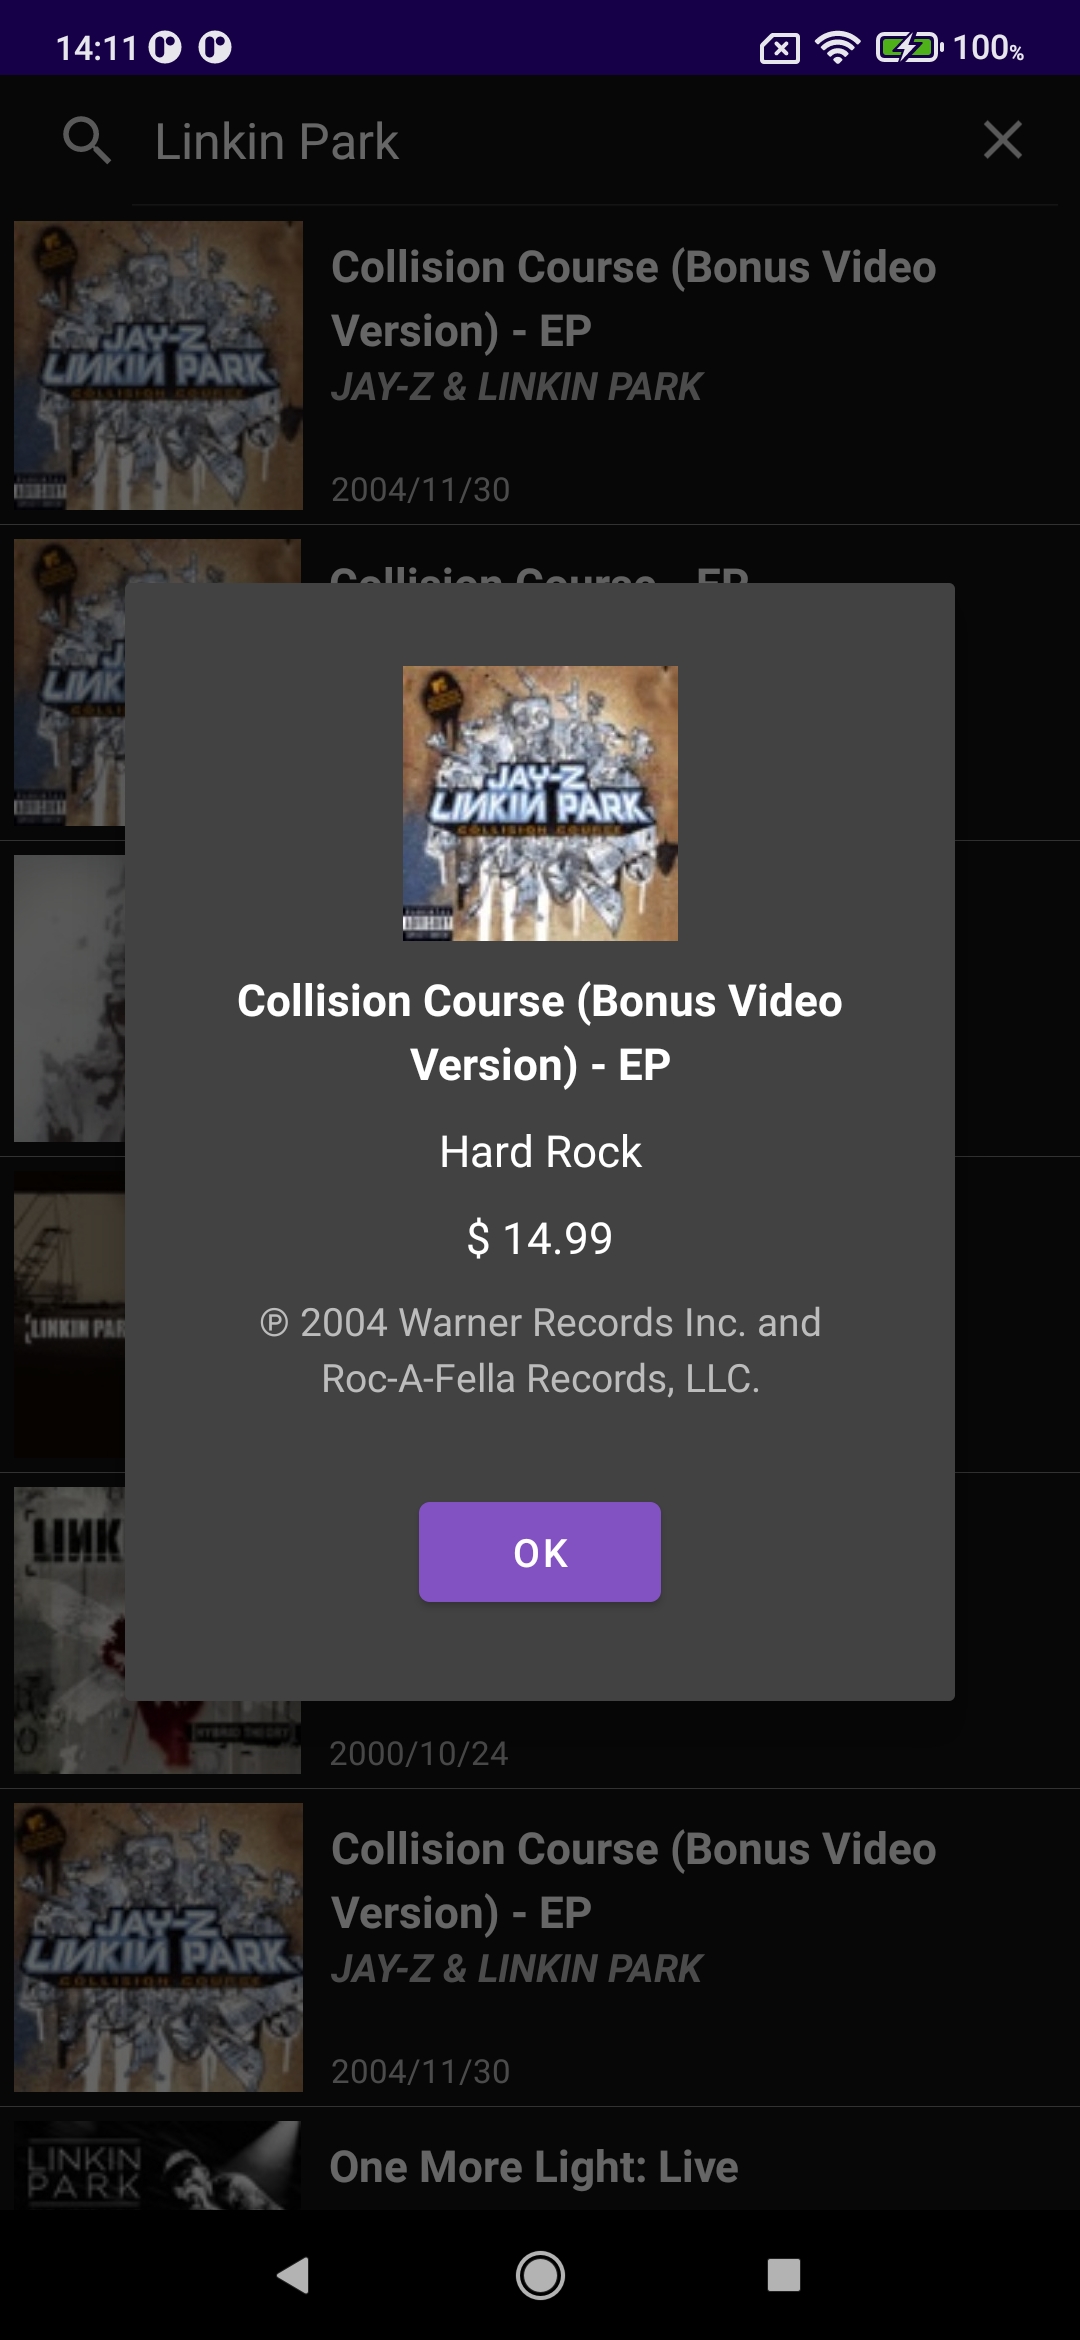 14:11
100%
Linkin Park
JAY-Z
LINKIN PARK
COLLISION COURSE
Collision Course (Bonus Video
Version) - EP
JAY-Z & LINKIN PARK
2004/11/30
Collision Course - EP
JAY-Z
LINKIN PARK
COLLISION COURSE
Collision Course (Bonus Video
Version) - EP
Hard Rock
$ 14.99
℗ 2004 Warner Records Inc. and
Roc-A-Fella Records, LLC.
OK
HYBRID THEORY
2000/10/24
JAY-Z
LINKIN PARK
COLLISION COURSE
Collision Course (Bonus Video
Version) - EP
JAY-Z & LINKIN PARK
2004/11/30
LINKIN
PARK
One More Light: Live